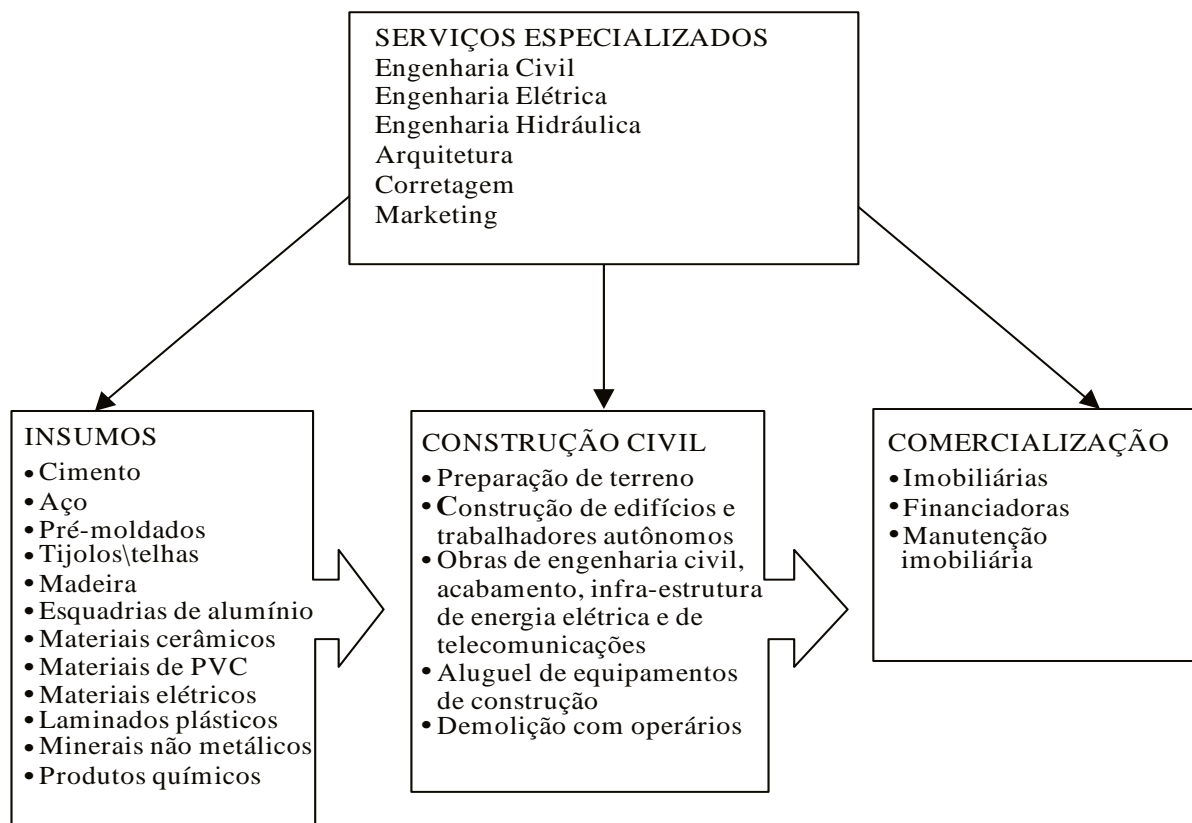 SERVIÇOS ESPECIALIZADOS
Engenharia Civil
Engenharia Elétrica
Engenharia Hidráulica
Arquitetura
Corretagem
Marketing
INSUMOS
• Cimento
• Aço
• Pré-moldados
• Tijolos\telhas
• Madeira
• Esquadrias de alumínio
• Materiais cerâmicos
• Materiais de PVC
• Materiais elétricos
• Laminados plásticos
• Minerais não metálicos
• Produtos químicos
CONSTRUÇÃO CIVIL
• Preparação de terreno
• Construção de edifícios e
trabalhadores autônomos
• Obras de engenharia civil,
acabamento, infra-estrutura
de energia elétrica e de
telecomunicações
• Aluguel de equipamentos
de construção
• Demolição com operários
COMERCIALIZAÇÃO
• Imobiliárias
• Financiadoras
• Manutenção
imobiliária